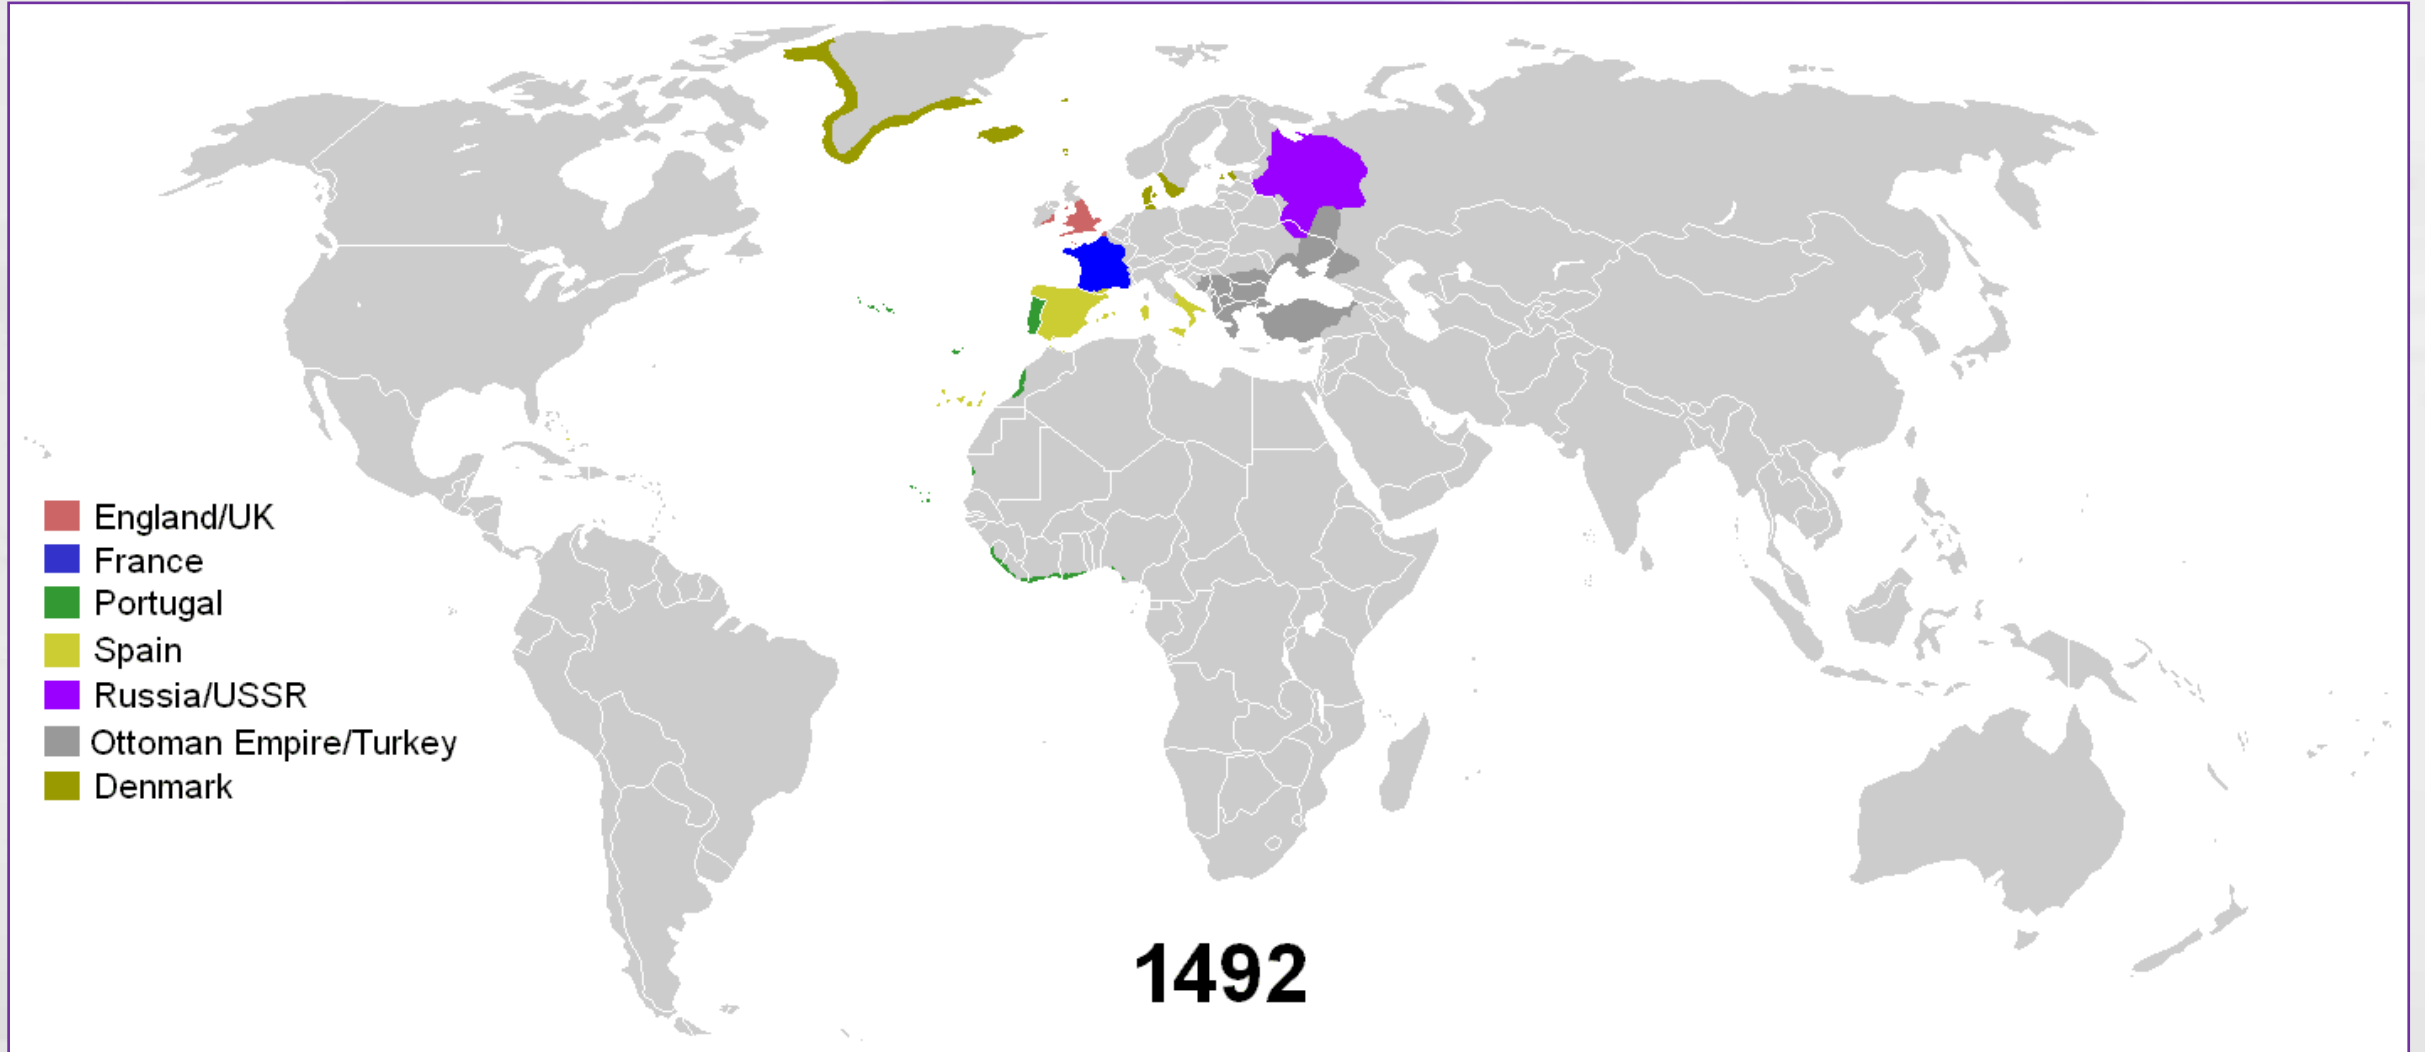 England/UK
France
Portugal
Spain
Russia/USSR
Ottoman Empire/Turkey
Denmark
1492